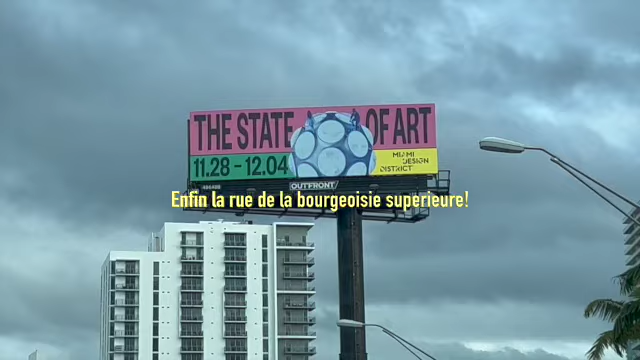 THE STATE OF ART
11.28 - 12.04
MIAMI
DESIGN
DISTRICT
OUTFRONT/
Enfin la rue de la bourgeoisie superieure!